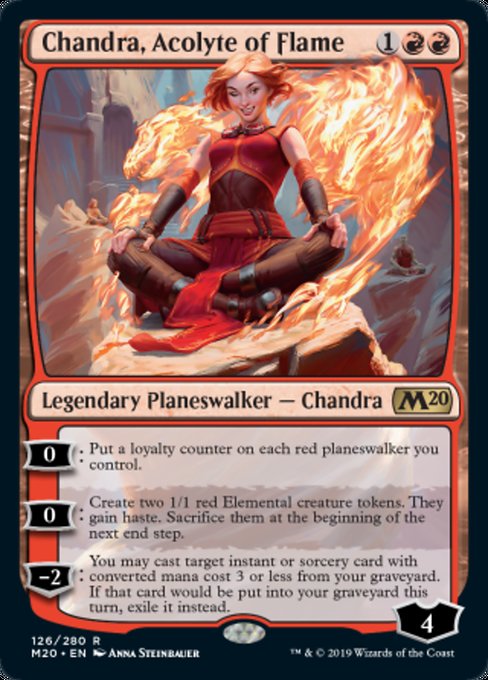 Chandra, Acolyte of Flame 1
Legendary Planeswalker — Chandra M20
0 : Put a loyalty counter on each red planeswalker you
control.
0 : Create two 1/1 red Elemental creature tokens. They
gain haste. Sacrifice them at the beginning of the
next end step.
-2 : You may cast target instant or sorcery card with
converted mana cost 3 or less from your graveyard.
If that card would be put into your graveyard this
turn, exile it instead.
4
126/280 R
M20 • EN Anna Steinbauer ™ & © 2019 Wizards of the Coast